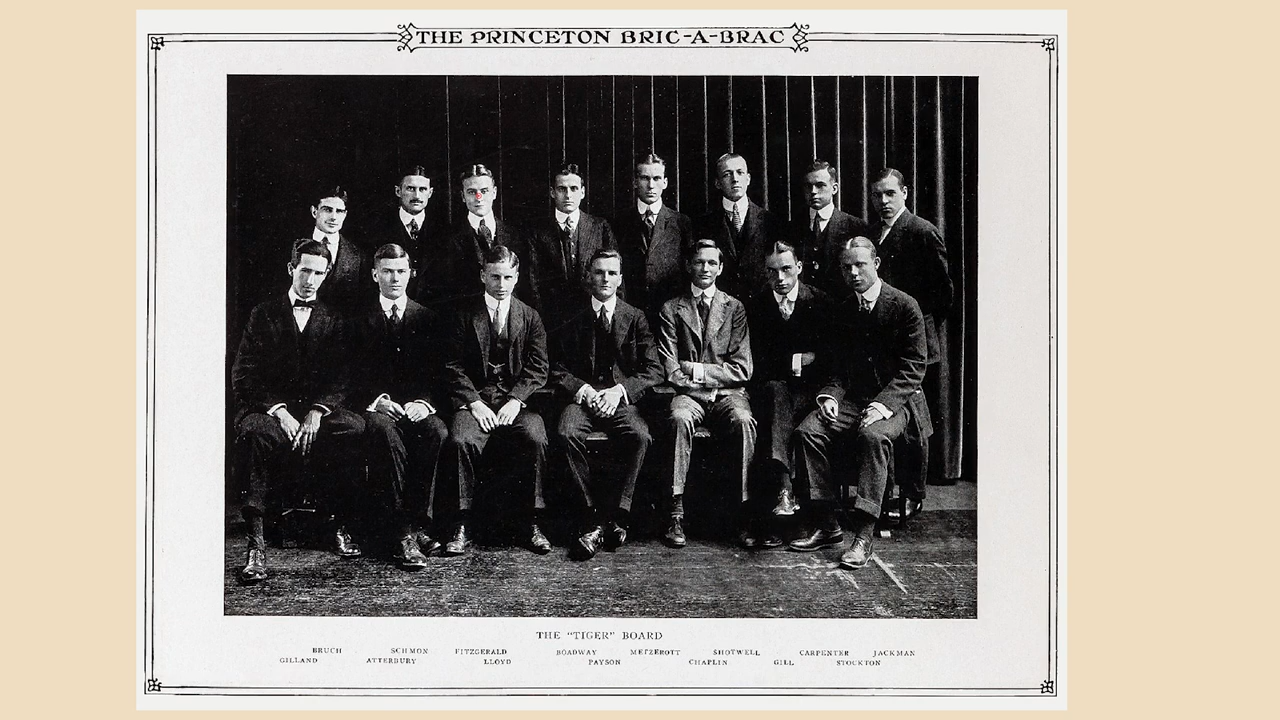 THE PRINCETON BRIC-A-BRAC
THE "TIGER" BOARD
BRUCH SCHMON FITZGERALD BOADWAY METZEROTT SHOTWELL CARPENTER JACKMAN
GILLAND ATTERBURY LLOYD PAYSON CHAPLIN GILL STOCKTON